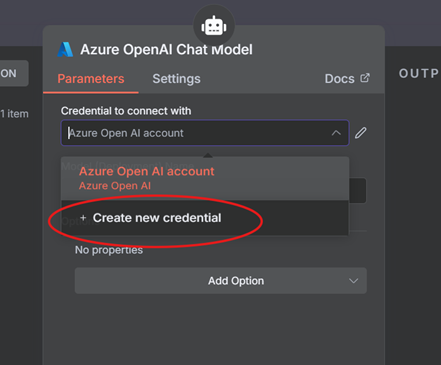 Azure OpenAI Chat Model
ON
Parameters
Settings
Docs
OUTP
1 item
Credential to connect with
Azure Open AI account
Azure Open AI account
Azure Open AI
+ Create new credential
No properties
Add Option